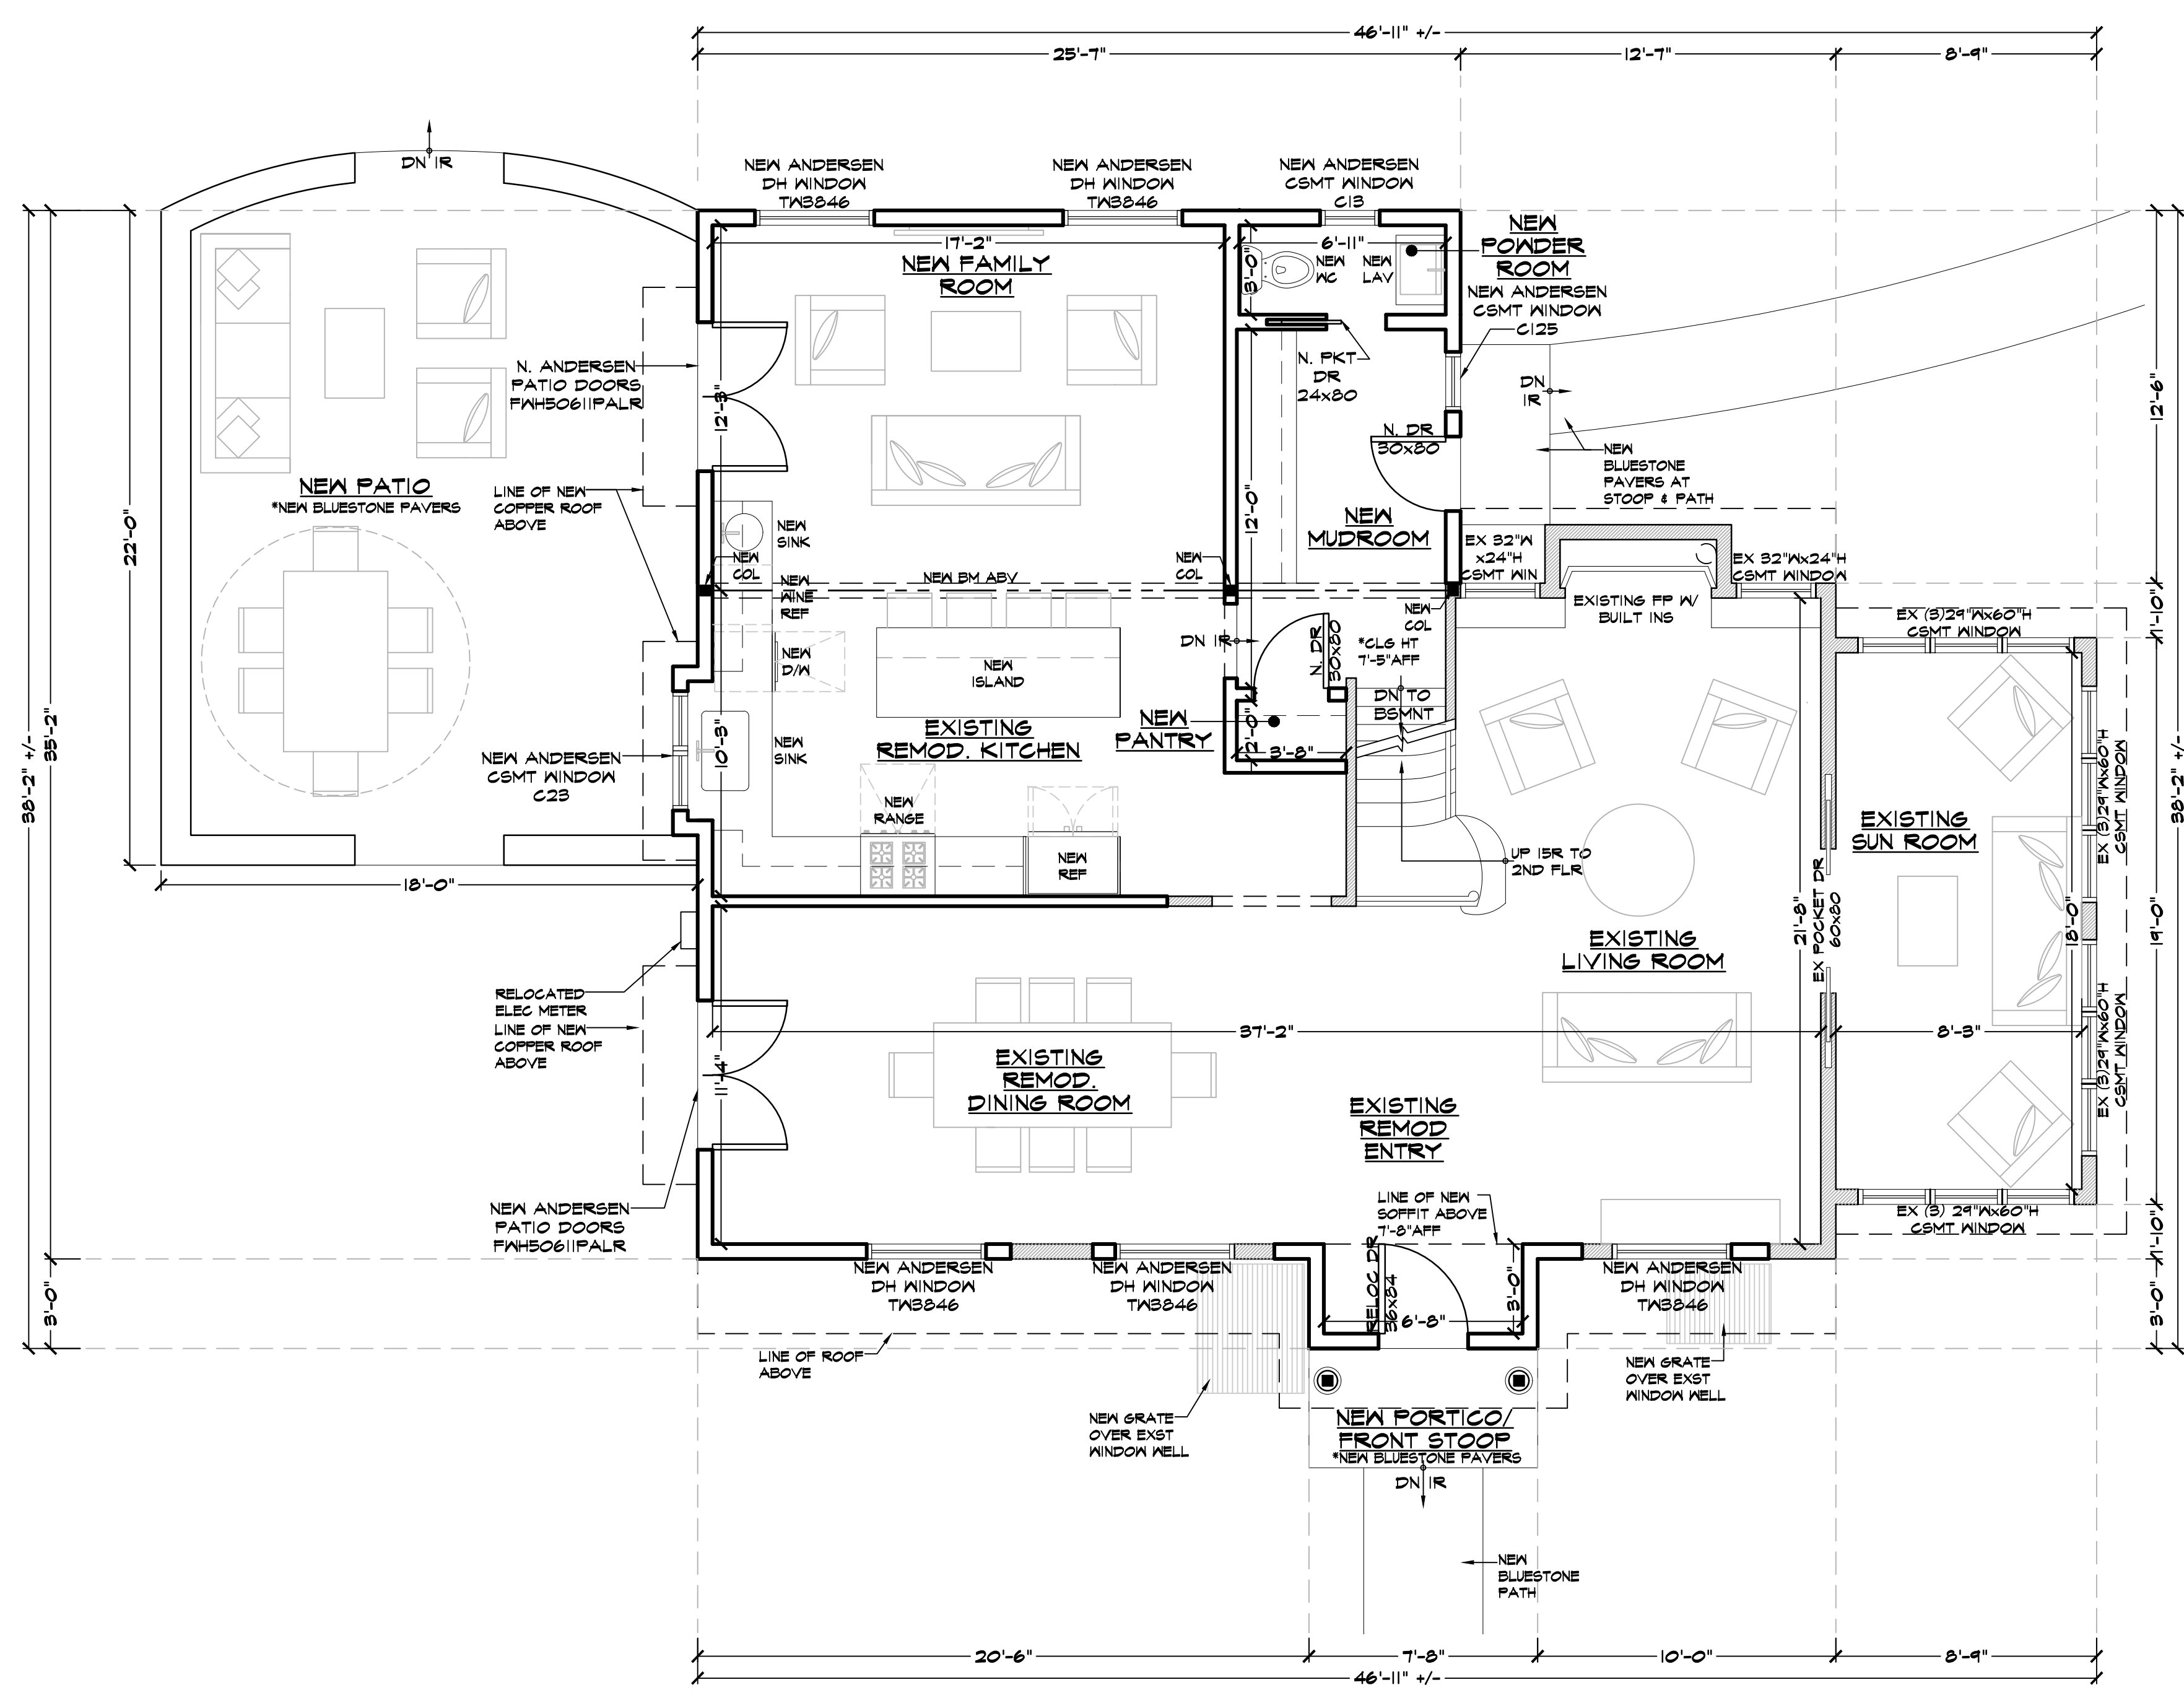 46'-11" +/-
25'-7"
12'-7"
8'-9"
DN 1R
NEW ANDERSEN
DH WINDOW
TW3846
NEW ANDERSEN
DH WINDOW
TW3846
NEW ANDERSEN
CSMT WINDOW
C13
17'-2"
NEW FAMILY
ROOM
6'-11"
3'-0"
NEW
WC
NEW
LAV
NEW
POWDER
ROOM
NEW ANDERSEN
CSMT WINDOW
C125
N. PKT
DR
24x80
N. ANDERSEN
PATIO DOORS
FWH50611PALR
12'-3"
DN
1R
N. DR
30x80
NEW
BLUESTONE
PAVERS AT
STOOP & PATH
12'-6"
NEW PATIO
*NEW BLUESTONE PAVERS
LINE OF NEW
COPPER ROOF
ABOVE
22'-0"
12'-0"
NEW
MUDROOM
NEW
SINK
NEW
COL
NEW
WINE
REF
NEW BM ABV
NEW
COL
EX 32"W
x24"H
CSMT WIN
EX 32"Wx24"H
CSMT WINDOW
EXISTING FP W/
BUILT INS
NEW
COL
1'-10"
EX (3)29"Wx60"H
CSMT WINDOW
DN 1R
N. DR
30x80
*CLG HT
7'-5"AFF
NEW
D/W
NEW
ISLAND
DN TO
BSMNT
NEW
PANTRY
2'-0"
3'-8"
EXISTING
REMOD. KITCHEN
10'-3"
NEW
SINK
NEW ANDERSEN
CSMT WINDOW
C23
38'-2" +/-
35'-2"
NEW
RANGE
NEW
REF
UP 15R TO
2ND FLR
EXISTING
SUN ROOM
EX (3)29"Wx60"H
CSMT WINDOW
38'-2" +/-
18'-0"
EX POCKET DR
60x80
21'-8"
18'-0"
19'-0"
EXISTING
LIVING ROOM
RELOCATED
ELEC METER
LINE OF NEW
COPPER ROOF
ABOVE
37'-2"
8'-3"
11'-4"
EXISTING
REMOD.
DINING ROOM
EX (3)29"Wx60"H
CSMT WINDOW
EXISTING
REMOD
ENTRY
LINE OF NEW
SOFFIT ABOVE
7'-8"AFF
NEW ANDERSEN
PATIO DOORS
FWH50611PALR
EX (3) 29"Wx60"H
CSMT WINDOW
1'-10"
3'-0"
3'-0"
NEW ANDERSEN
DH WINDOW
TW3846
NEW ANDERSEN
DH WINDOW
TW3846
RELOC DR
36x84
6'-8"
3'-0"
NEW ANDERSEN
DH WINDOW
TW3846
LINE OF ROOF
ABOVE
NEW GRATE
OVER EXST
WINDOW WELL
NEW GRATE
OVER EXST
WINDOW WELL
NEW PORTICO/
FRONT STOOP
*NEW BLUESTONE PAVERS
DN 1R
NEW
BLUESTONE
PATH
20'-6"
7'-8"
10'-0"
8'-9"
46'-11" +/-